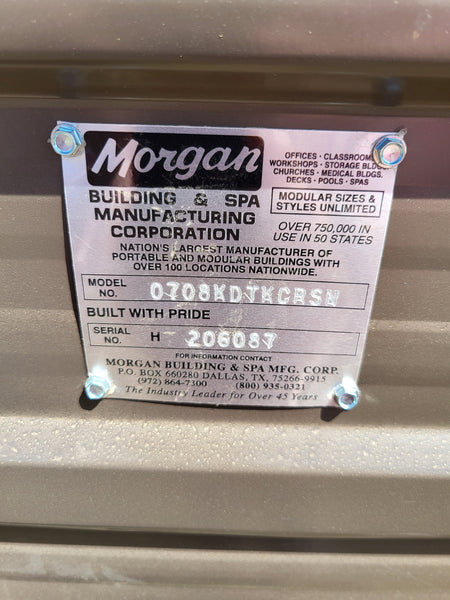 Morgan
OFFICES · CLASSROOMS
WORKSHOPS · STORAGE BLDGS
CHURCHES · MEDICAL BLDGS.
DECKS · POOLS · SPAS
BUILDING & SPA
MANUFACTURING
CORPORATION
MODULAR SIZES &
STYLES UNLIMITED
OVER 750,000 IN
USE IN 50 STATES
NATION'S LARGEST MANUFACTURER OF
PORTABLE AND MODULAR BUILDINGS WITH
OVER 100 LOCATIONS NATIONWIDE.
MODEL
NO.
BUILT WITH PRIDE
SERIAL
NO.
H- 206087
FOR INFORMATION CONTACT
MORGAN BUILDING & SPA MFG. CORP.
P.O. BOX 660280 DALLAS, TX, 75266-9915
(972) 864-7300 (800) 935-0321
The Industry Leader for Over 45 Years